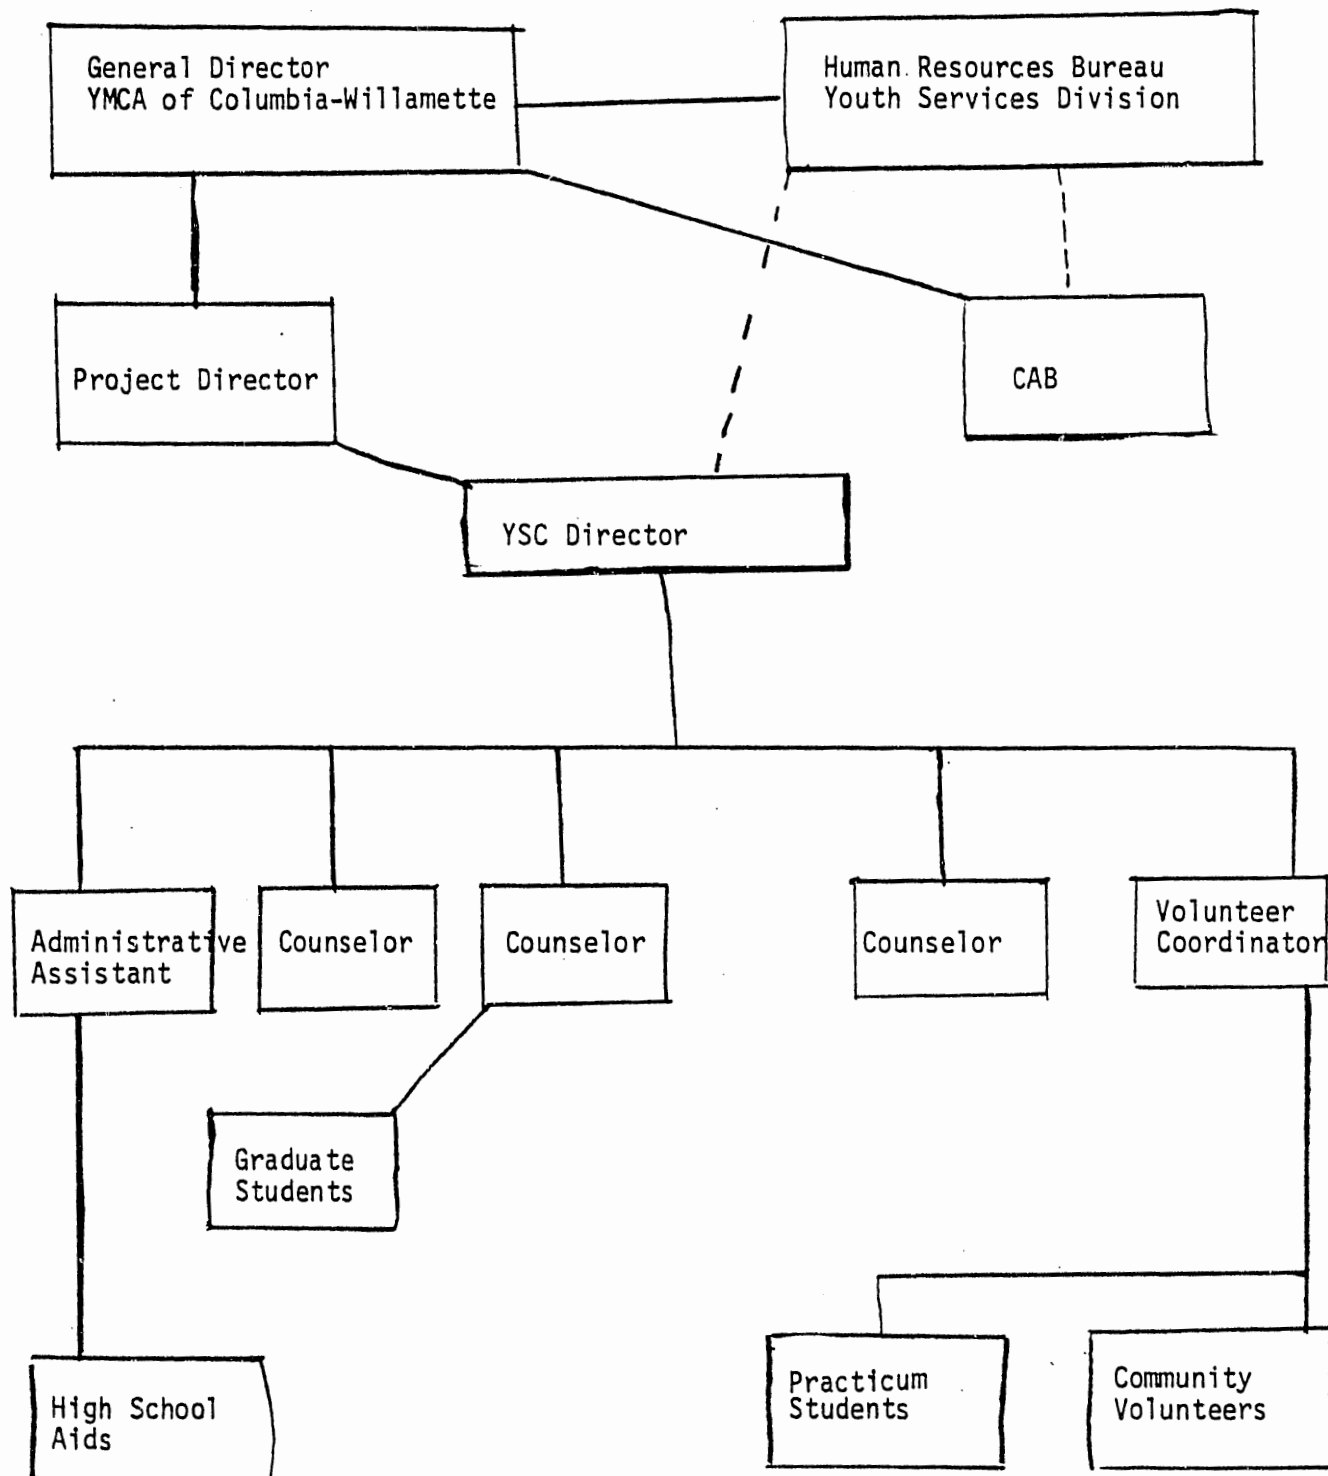 General Director
YMCA of Columbia-Willamette
Human Resources Bureau
Youth Services Division
Project Director
CAB
YSC Director
Administrative
Assistant
Counselor
Counselor
Counselor
Volunteer
Coordinator
Graduate
Students
High School
Aids
Practicum
Students
Community
Volunteers